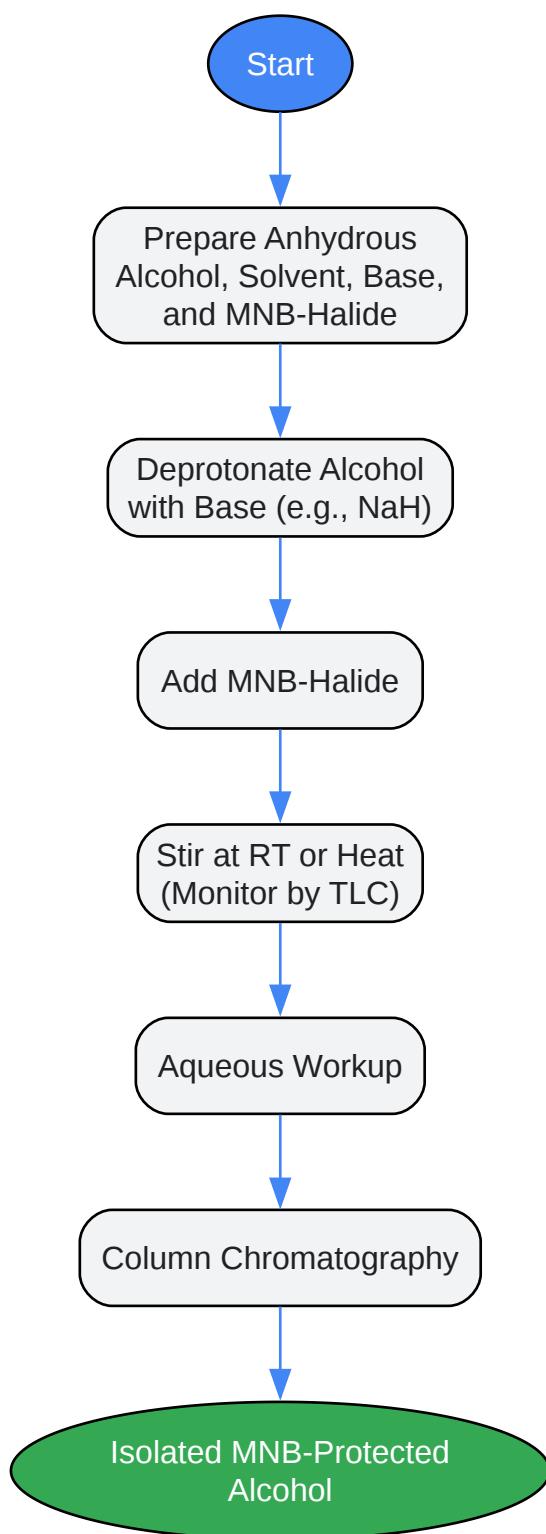 Start
Prepare Anhydrous
Alcohol, Solvent, Base,
and MNB-Halide
Deprotonate Alcohol
with Base (e.g., NaH)
Add MNB-Halide
Stir at RT or Heat
(Monitor by TLC)
Aqueous Workup
Column Chromatography
Isolated MNB-Protected
Alcohol